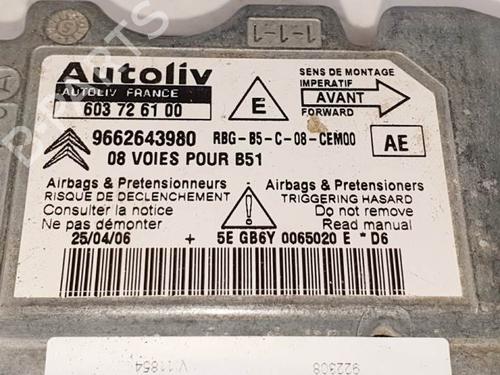 1-1-1
Autoliv
AUTOLIV FRANCE
603 72 61 00
E
SENS DE MONTAGE
IMPERATIF
AVANT
FORWARD
9662643980 RBG-B5-C-08-CEM00
08 VOIES POUR B51
AE
Airbags & Pretensionneurs
RISQUE DE DECLENCHEMENT
Consulter la notice
Ne pas démonter
Airbags & Pretensioners
TRIGGERING HASARD
Do not remove
Read manual
25/04/06 + 5E GB6Y 0065020 E * D6
922308
V.11854